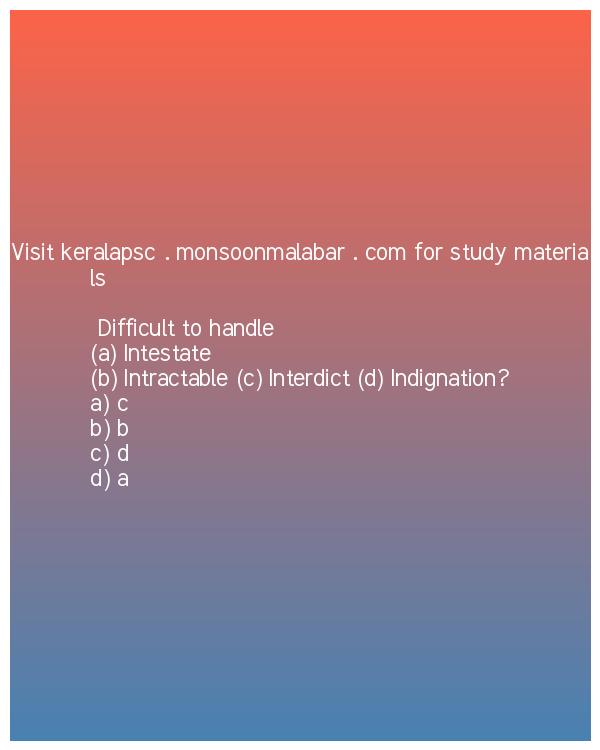 Visit keralapsc . monsoonmalabar . com for study materia
ls
Difficult to handle
(a) Intestate
(b) Intractable (c) Interdict (d) Indignation?
a) c
b) b
c) d
d) a